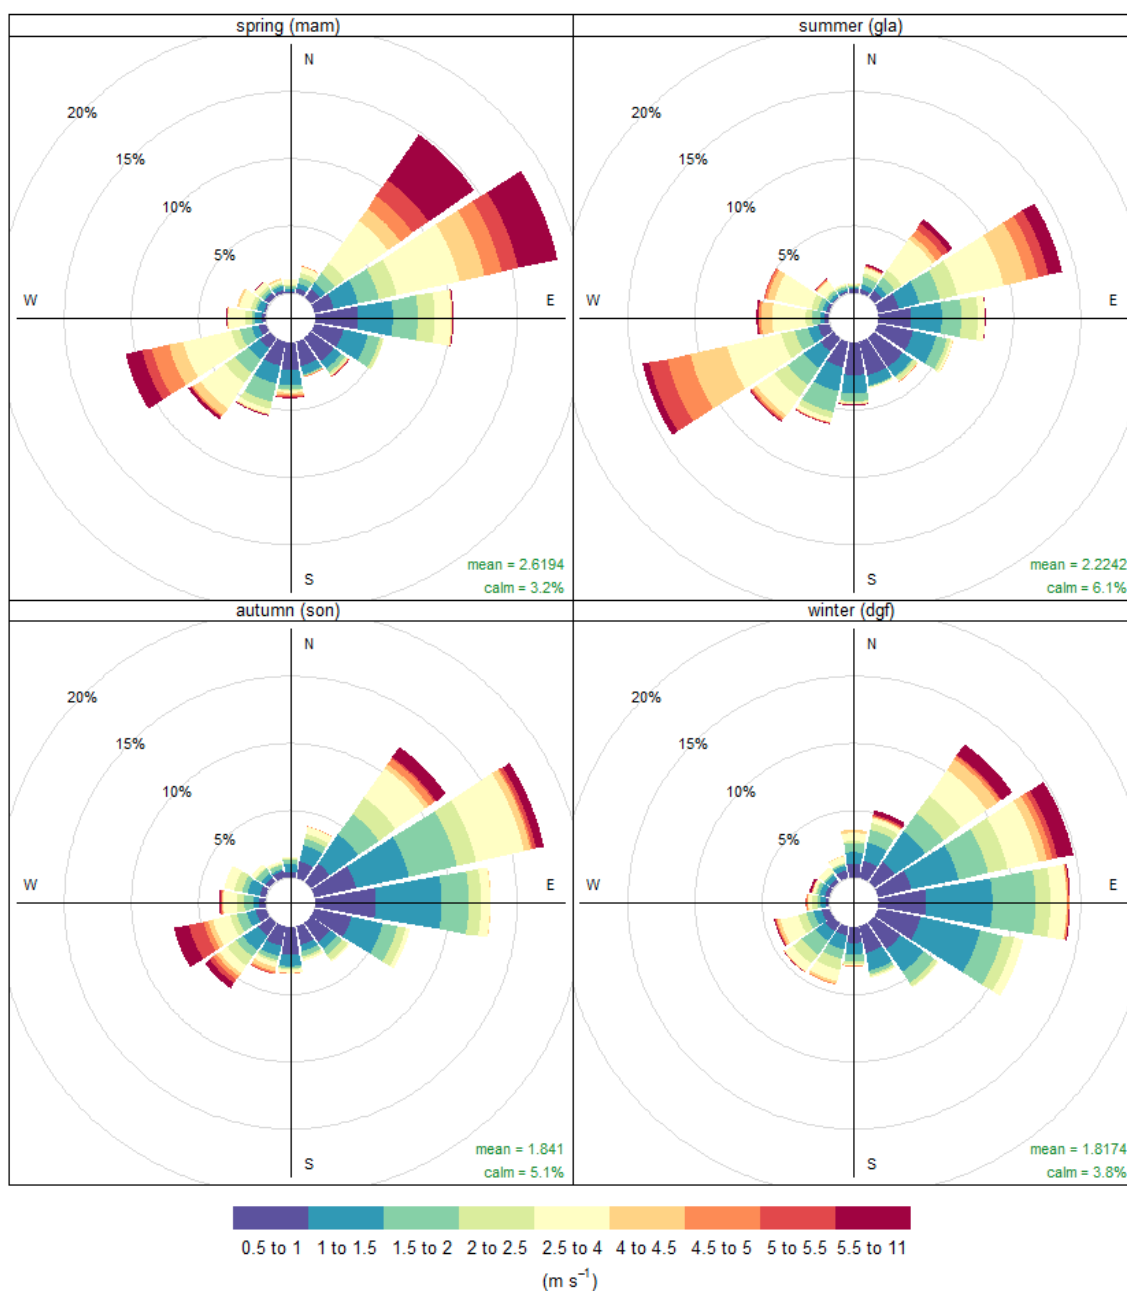 spring (mam)
N
20%
15%
10%
5%
W
E
S
mean = 2.6194
calm = 3.2%
summer (gla)
N
20%
15%
10%
5%
W
E
S
mean = 2.2242
calm = 6.1%
autumn (son)
N
20%
15%
10%
5%
W
E
S
mean = 1.841
calm = 5.1%
winter (dgf)
N
20%
15%
10%
5%
W
E
S
mean = 1.8174
calm = 3.8%
0.5 to 1 1 to 1.5 1.5 to 2 2 to 2.5 2.5 to 4 4 to 4.5 4.5 to 5 5 to 5.5 5.5 to 11
(m s⁻¹)